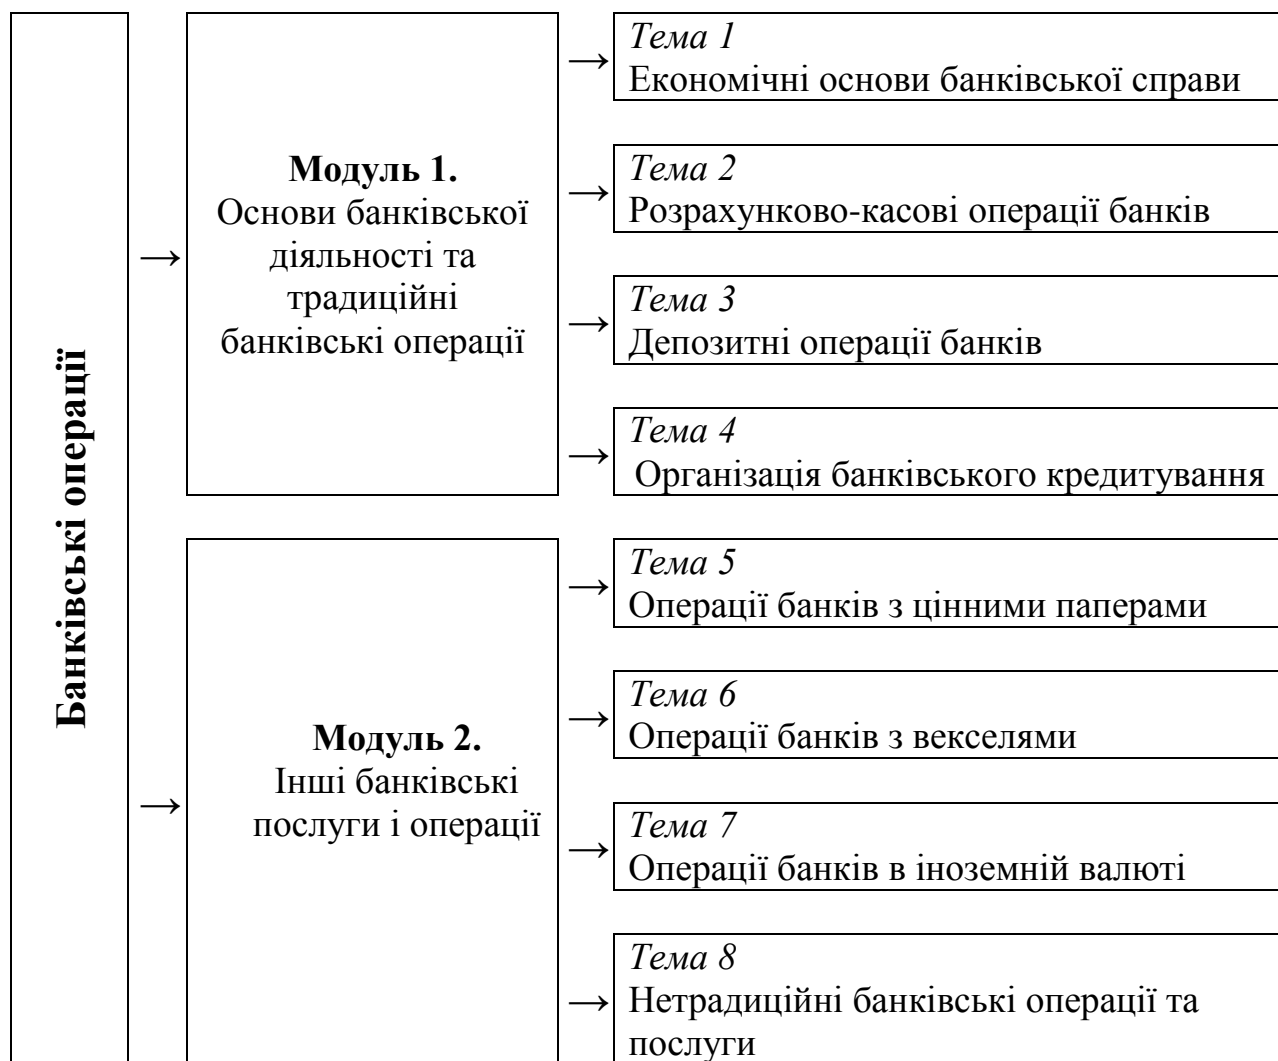 Банківські операції
→
Модуль 1.
Основи банківської
діяльності та
традиційні
банківські операції
→
Тема 1
Економічні основи банківської справи
→
Тема 2
Розрахунково-касові операції банків
→
Тема 3
Депозитні операції банків
→
Тема 4
Організація банківського кредитування
→
Модуль 2.
Інші банківські
послуги і операції
→
Тема 5
Операції банків з цінними паперами
→
Тема 6
Операції банків з векселями
→
Тема 7
Операції банків в іноземній валюті
→
Тема 8
Нетрадиційні банківські операції та
послуги